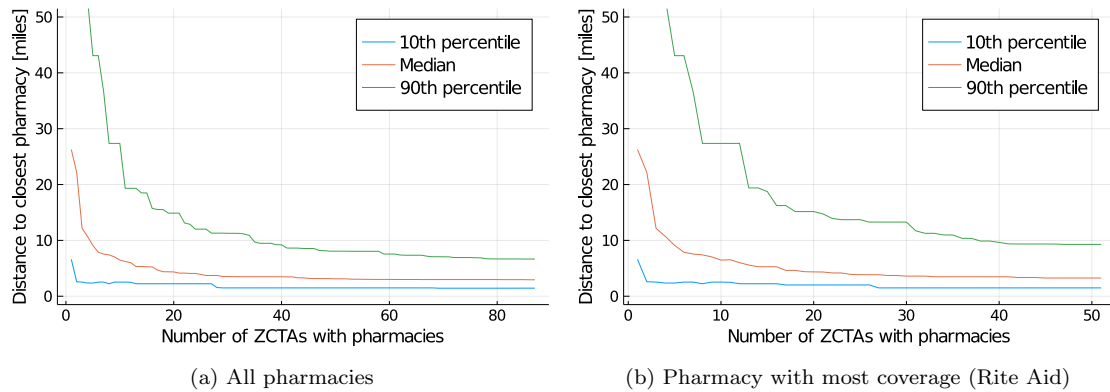 Distance to closest pharmacy [miles]
50
40
30
20
10
0
10th percentile
Median
90th percentile
0
20
40
60
80
Number of ZCTAs with pharmacies
(a) All pharmacies
Distance to closest pharmacy [miles]
50
40
30
20
10
0
10th percentile
Median
90th percentile
0
10
20
30
40
50
Number of ZCTAs with pharmacies
(b) Pharmacy with most coverage (Rite Aid)